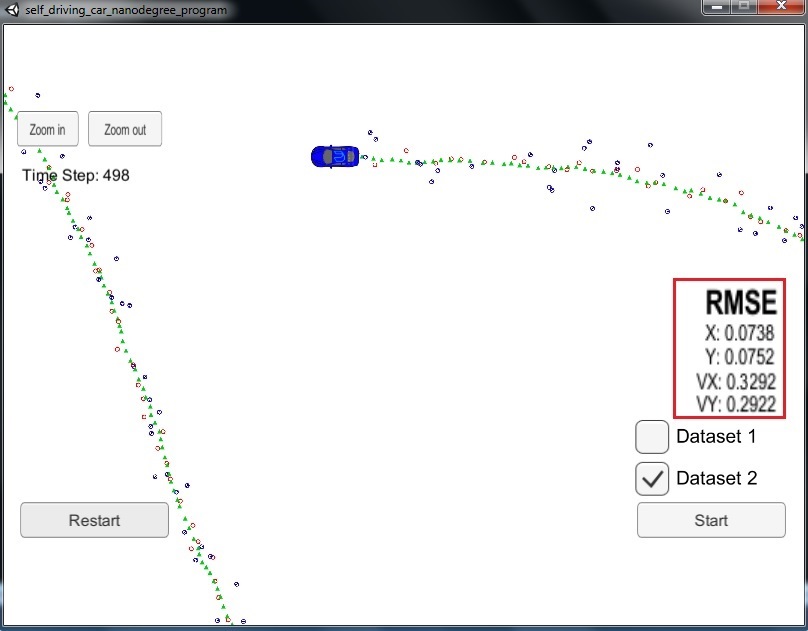 self_driving_car_nanodegree_program
Zoom in
Zoom out
Time Step: 498
RMSE
X: 0.0738
Y: 0.0752
VX: 0.3292
VY: 0.2922
Dataset 1
Dataset 2
Restart
Start